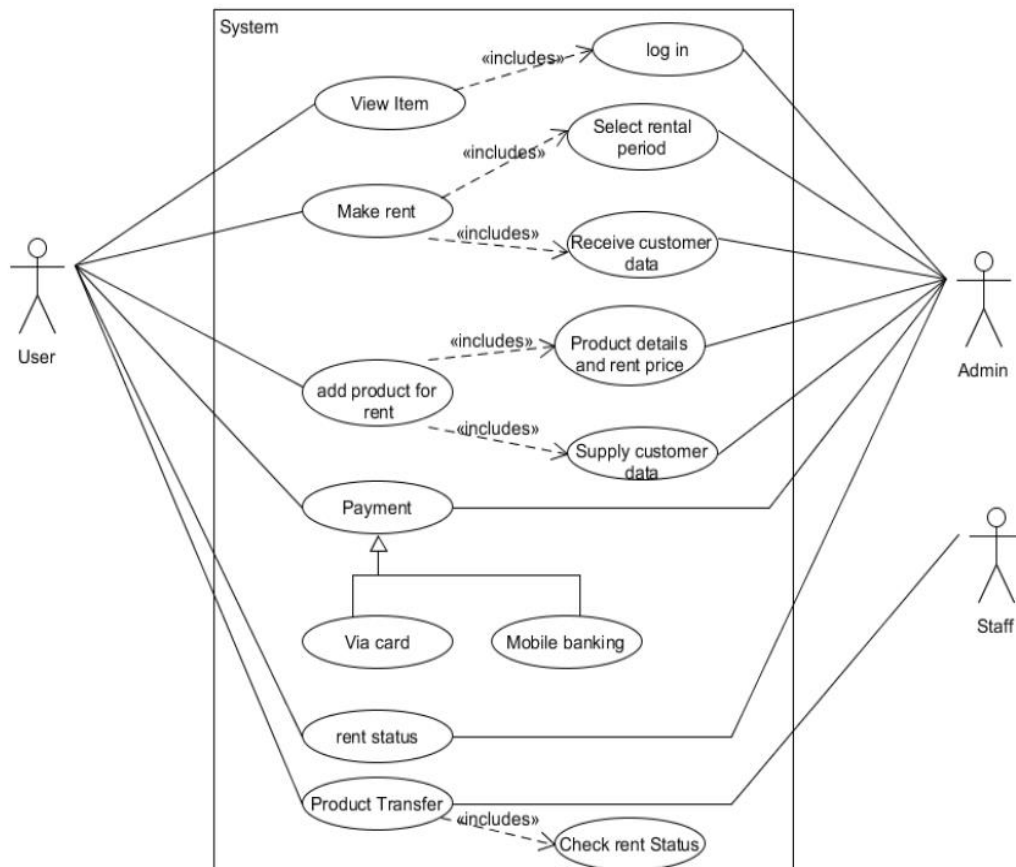 System
log in
«includes»
View Item
Select rental
period
«includes»
Make rent
«includes»
Receive customer
data
User
Admin
Product details
and rent price
«includes»
add product for
rent
«includes»
Supply customer
data
Payment
Staff
Via card
Mobile banking
rent status
Product Transfer
«includes»
Check rent Status